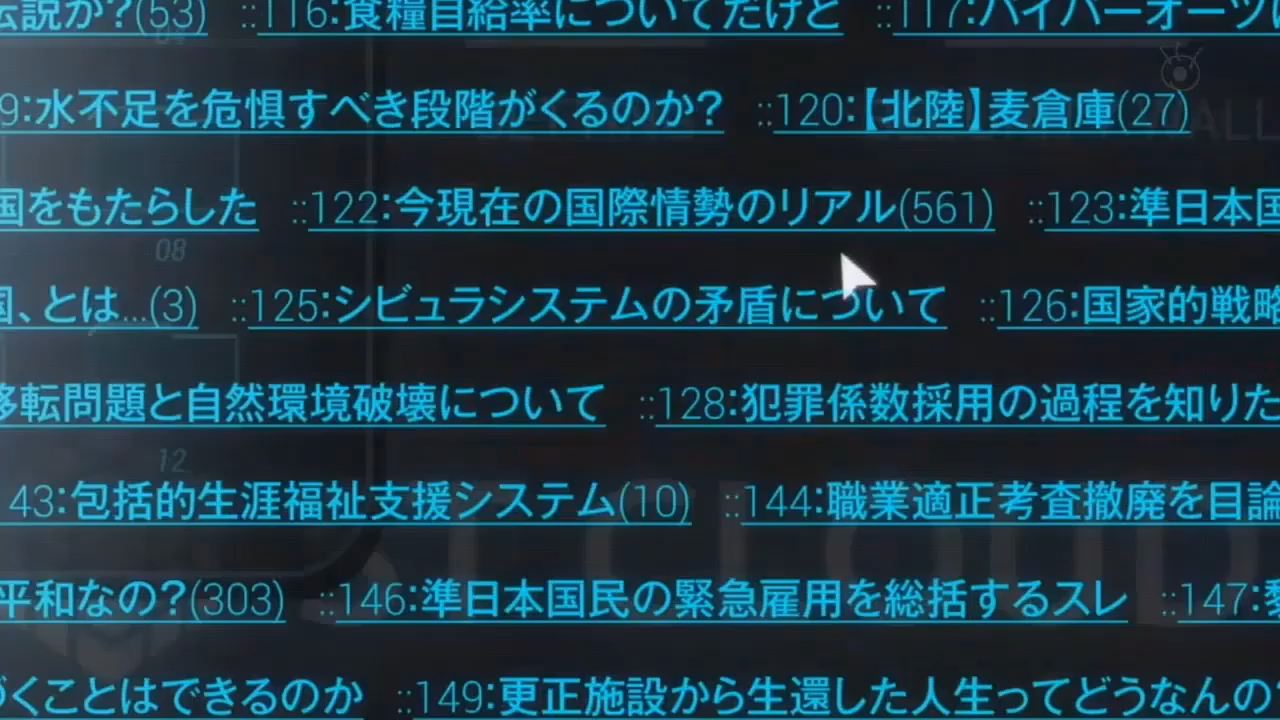 説か?(53) ::116:食糧自給率についてだけど ::117:ハイパーオーツ
9:水不足を危惧すべき段階がくるのか? ::120:【北陸】麦倉庫(27)
国をもたらした ::122:今現在の国際情勢のリアル(561) ::123:準日本国
国、とは...(3) ::125:シビュラシステムの矛盾について ::126:国家的戦略
移転問題と自然環境破壊について ::128:犯罪係数採用の過程を知りた
43:包括的生涯福祉支援システム(10) ::144:職業適正考査撤廃を目論
平和なの?(303) ::146:準日本国民の緊急雇用を総括するスレ ::147:
づくことはできるのか ::149:更正施設から生還した人生ってどうなんの?
08
12